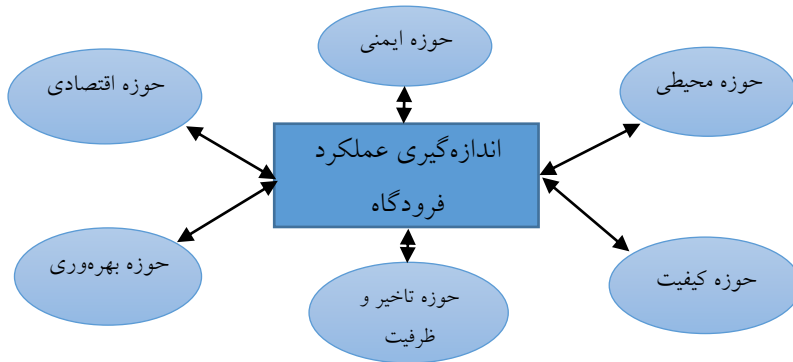 حوزه ایمنی
حوزه محیطی
حوزه اقتصادی
اندازه‌گیری عملکرد
فرودگاه
حوزه کیفیت
حوزه بهره‌وری
حوزه تاخیر و
ظرفیت